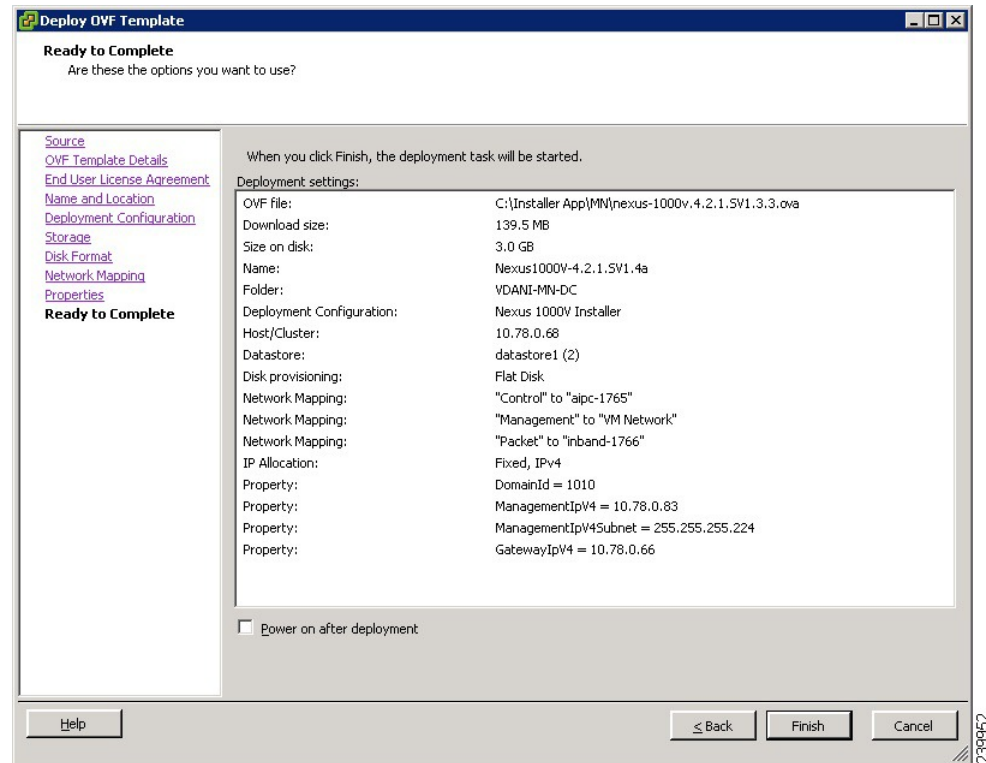 Deploy OVF Template
Ready to Complete
Are these the options you want to use?
Source
OVF Template Details
End User License Agreement
Name and Location
Deployment Configuration
Storage
Disk Format
Network Mapping
Properties
Ready to Complete
When you click Finish, the deployment task will be started.
Deployment settings:
OVF file: C:\Installer App\MN\nexus-1000v.4.2.1.SV1.3.3.ova
Download size: 139.5 MB
Size on disk: 3.0 GB
Name: Nexus1000V-4.2.1.SV1.4a
Folder: VDANI-MN-DC
Deployment Configuration: Nexus 1000V Installer
Host/Cluster: 10.78.0.68
Datastore: datastore1 (2)
Disk provisioning: Flat Disk
Network Mapping: "Control" to "aipc-1765"
Network Mapping: "Management" to "VM Network"
Network Mapping: "Packet" to "inband-1766"
IP Allocation: Fixed, IPv4
Property: DomainId = 1010
Property: ManagementIpV4 = 10.78.0.83
Property: ManagementIpV4Subnet = 255.255.255.224
Property: GatewayIpV4 = 10.78.0.66
Power on after deployment
Help
≤ Back
Finish
Cancel
239952